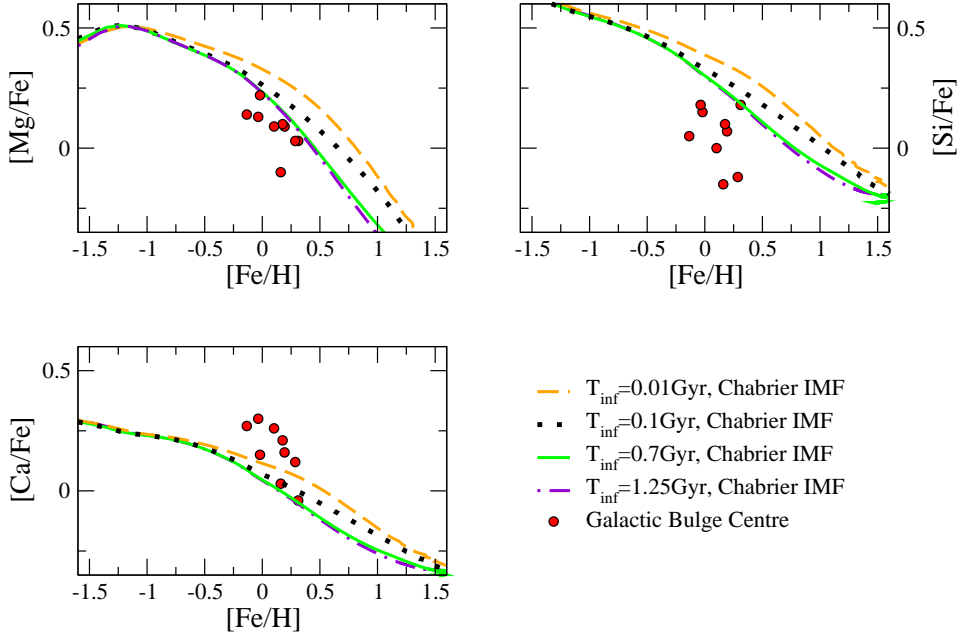 0.5
0
[Mg/Fe]
-1.5 -1 -0.5 0 0.5 1 1.5
[Fe/H]
0.5
0
[Si/Fe]
-1.5 -1 -0.5 0 0.5 1 1.5
[Fe/H]
0.5
0
[Ca/Fe]
-1.5 -1 -0.5 0 0.5 1 1.5
[Fe/H]
T_inf=0.01Gyr, Chabrier IMF
T_inf=0.1Gyr, Chabrier IMF
T_inf=0.7Gyr, Chabrier IMF
T_inf=1.25Gyr, Chabrier IMF
Galactic Bulge Centre